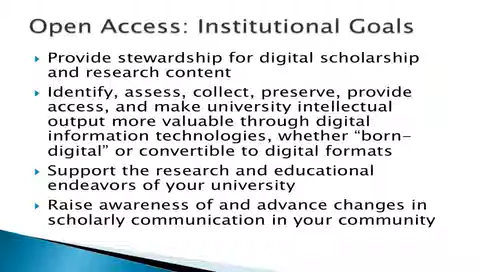 Open Access: Institutional Goals
Provide stewardship for digital scholarship
and research content
Identify, assess, collect, preserve, provide
access, and make university intellectual
output more valuable through digital
information technologies, whether “born-
digital” or convertible to digital formats
Support the research and educational
endeavors of your university
Raise awareness of and advance changes in
scholarly communication in your community